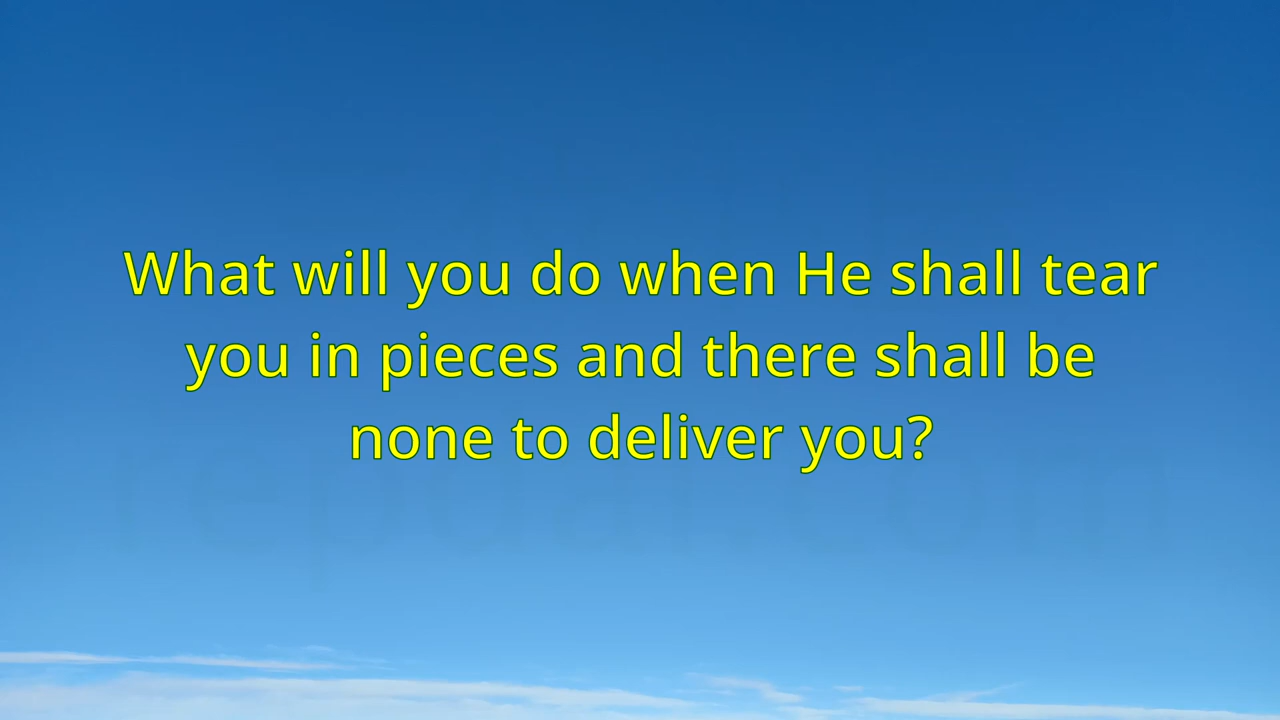 What will you do when He shall tear
you in pieces and there shall be
none to deliver you?